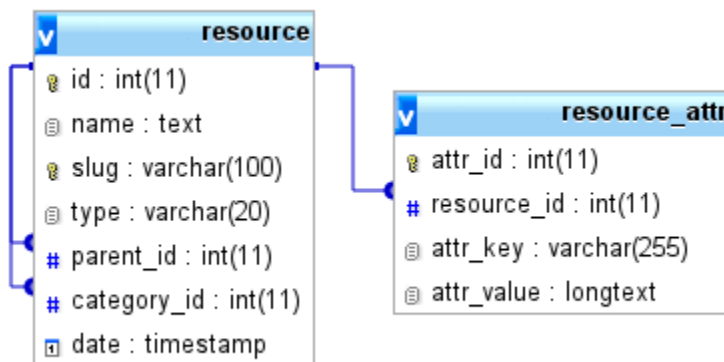 v resource
id : int(11)
name : text
slug : varchar(100)
type : varchar(20)
# parent_id : int(11)
# category_id : int(11)
date : timestamp
v resource_attr
attr_id : int(11)
# resource_id : int(11)
attr_key : varchar(255)
attr_value : longtext